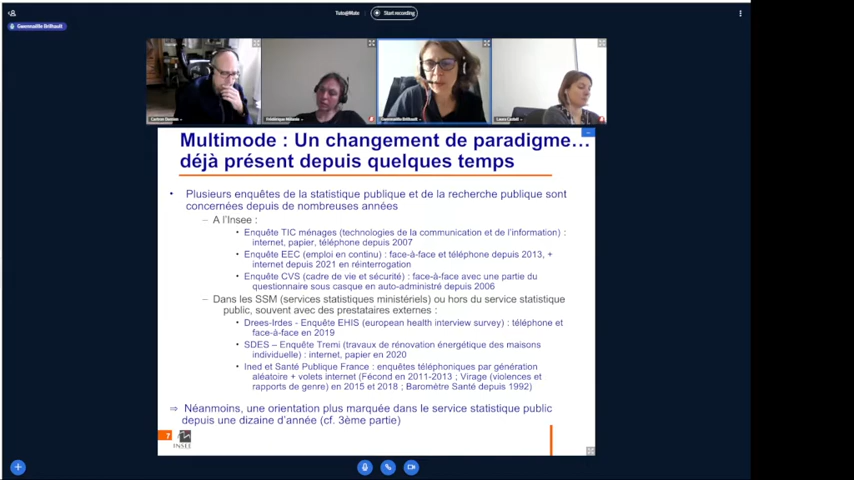 Tuto@Mate
Start recording
Gwennaëlle Brilhault
Gwennaëlle Brilhault
Multimode : Un changement de paradigme…
déjà présent depuis quelques temps
• Plusieurs enquêtes de la statistique publique et de la recherche publique sont
concernées depuis de nombreuses années
– A l'Insee :
• Enquête TIC ménages (technologies de la communication et de l'information) :
internet, papier, téléphone depuis 2007
• Enquête EEC (emploi en continu) : face-à-face et téléphone depuis 2013, +
internet depuis 2021 en réinterrogation
• Enquête CVS (cadre de vie et sécurité) : face-à-face avec une partie du
questionnaire sous casque en auto-administré depuis 2006
– Dans les SSM (services statistiques ministériels) ou hors du service statistique
public, souvent avec des prestataires externes :
• Drees-Irdes - Enquête EHIS (european health interview survey) : téléphone et
face-à-face en 2019
• SDES – Enquête Tremi (travaux de rénovation énergétique des maisons
individuelle) : internet, papier en 2020
• Ined et Santé Publique France : enquêtes téléphoniques par génération
aléatoire + volets internet (Fécond en 2011-2013 ; Virage (violences et
rapports de genre) en 2015 et 2018 ; Baromètre Santé depuis 1992)
⇒ Néanmoins, une orientation plus marquée dans le service statistique public
depuis une dizaine d'année (cf. 3ème partie)
7
INSEE